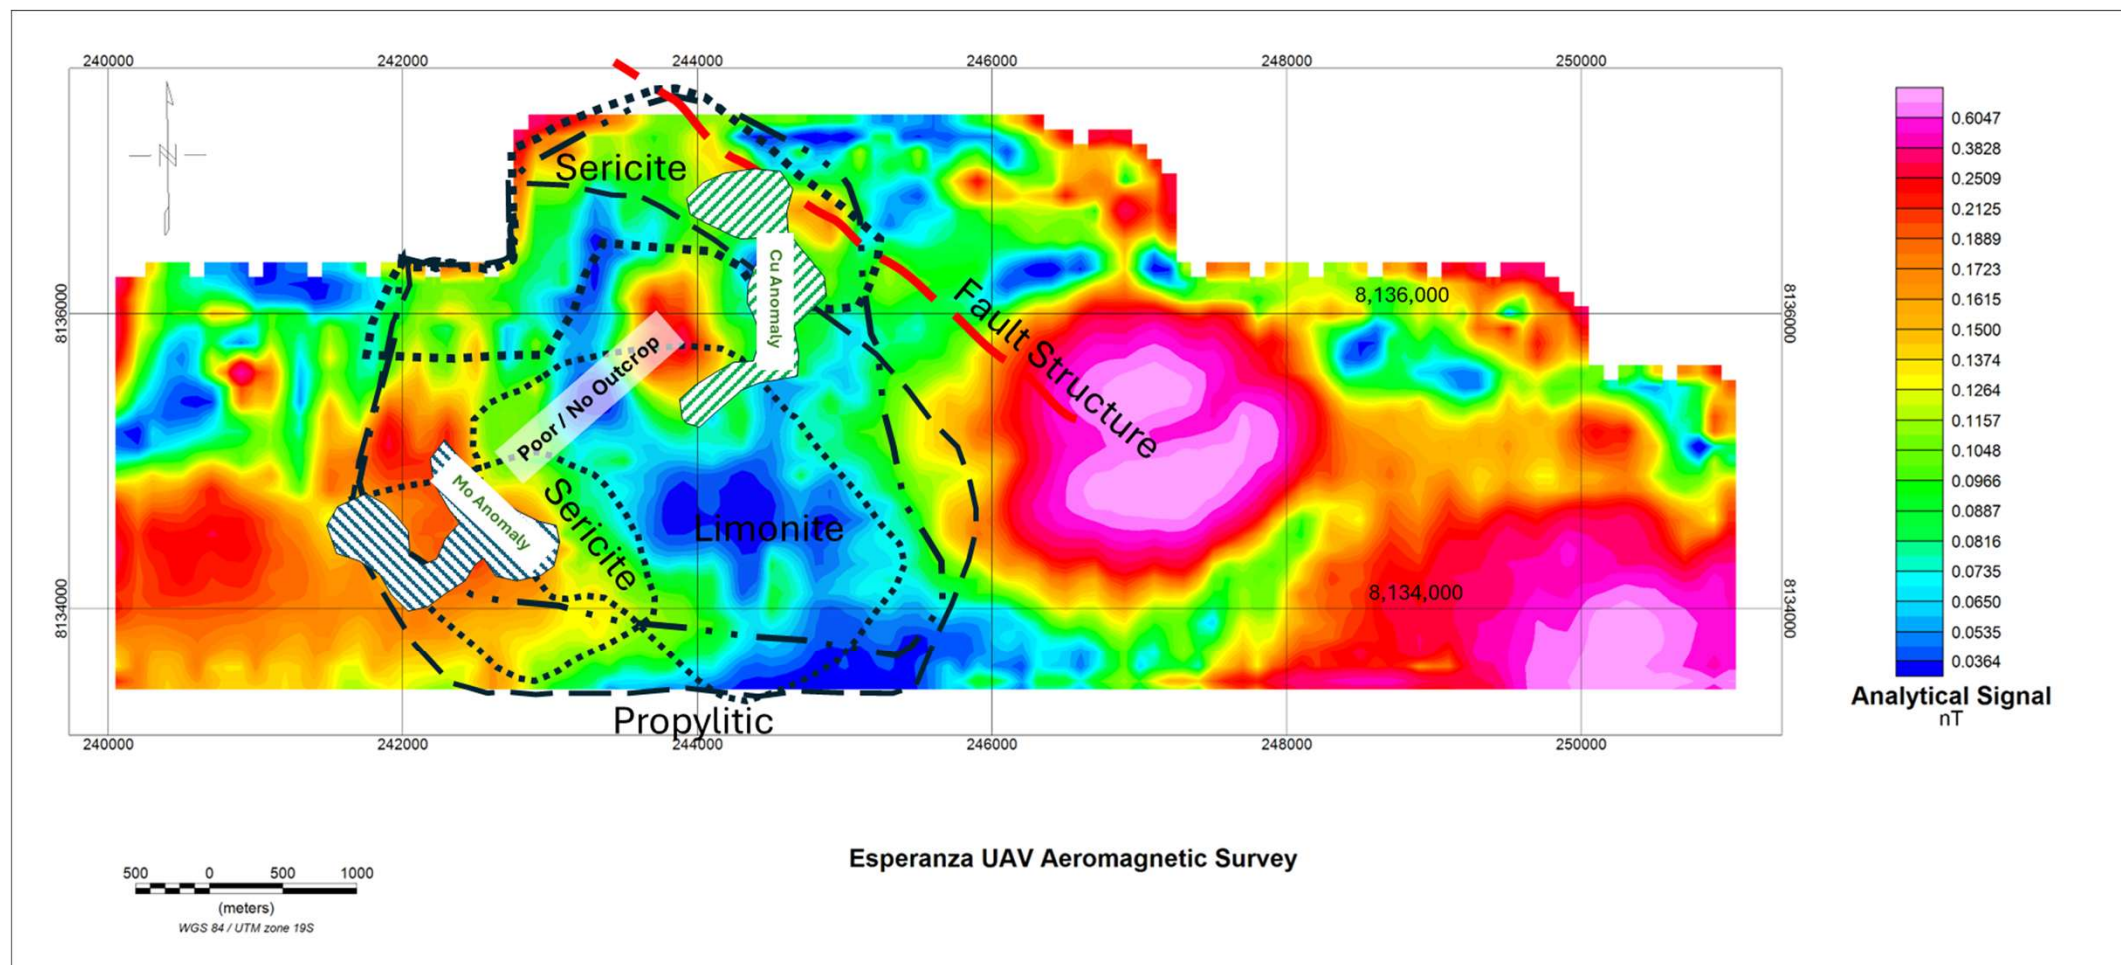 240000 242000 244000 246000 248000 250000
N
Sericite
Cu Anomaly
8136000
8,136,000
8136000
Fault Structure
Poor / No Outcrop
Mo Anomaly
Sericite
Limonite
8134000
8,134,000
8134000
Propylitic
240000 242000 244000 246000 248000 250000
0.6047
0.3828
0.2509
0.2125
0.1889
0.1723
0.1615
0.1500
0.1374
0.1264
0.1157
0.1048
0.0966
0.0887
0.0816
0.0735
0.0650
0.0535
0.0364
Analytical Signal
nT
Esperanza UAV Aeromagnetic Survey
500 0 500 1000
(meters)
WGS 84 / UTM zone 19S